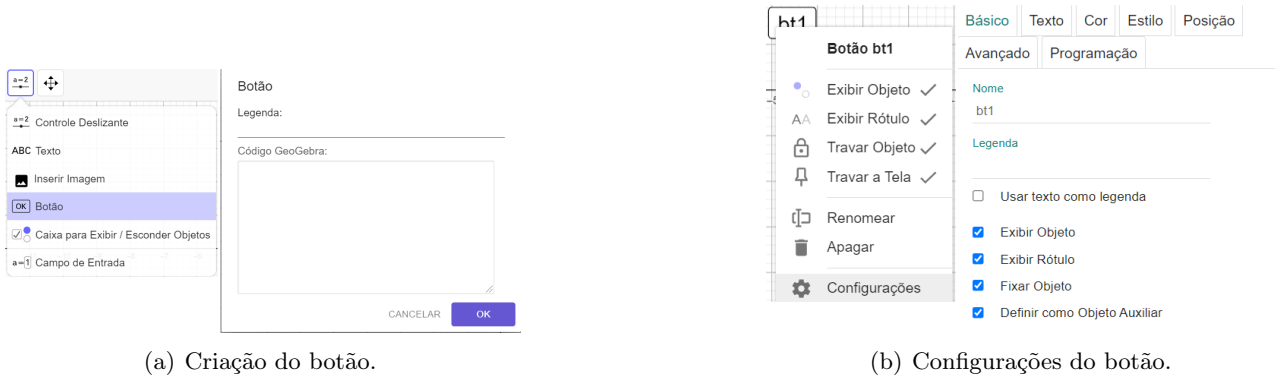 a=2
a=2 Controle Deslizante
ABC Texto
Inserir Imagem
OK Botão
Caixa para Exibir / Esconder Objetos
a=1 Campo de Entrada
Botão
Legenda:
Código GeoGebra:
CANCELAR OK
(a) Criação do botão.
bt1
Botão bt1
Exibir Objeto
AA Exibir Rótulo
Travar Objeto
Travar a Tela
Renomear
Apagar
Configurações
Básico Texto Cor Estilo Posição
Avançado Programação
Nome
bt1
Legenda
Usar texto como legenda
Exibir Objeto
Exibir Rótulo
Fixar Objeto
Definir como Objeto Auxiliar
(b) Configurações do botão.